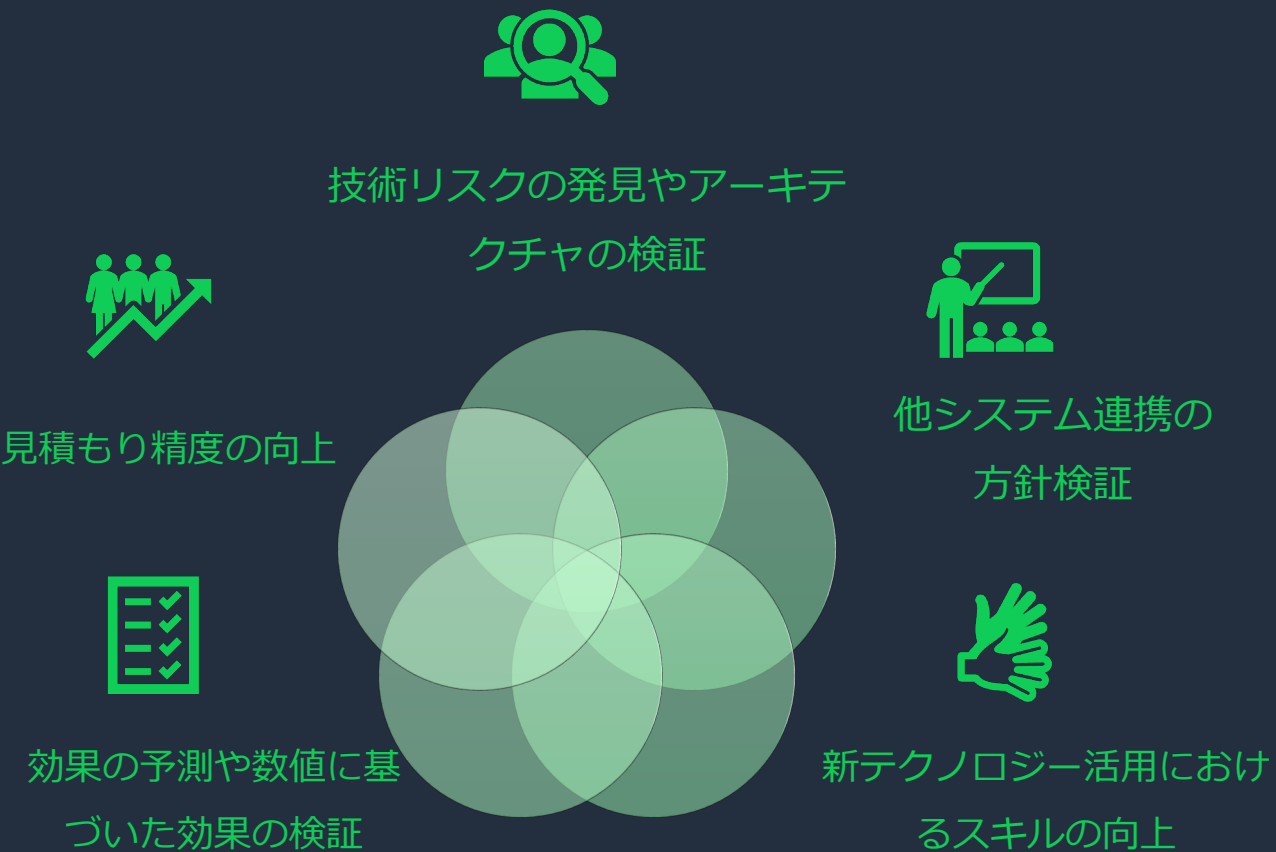 技術リスクの発見やアーキテ
クチャの検証
他システム連携の
方針検証
見積もり精度の向上
新テクノロジー活用におけ
るスキルの向上
効果の予測や数値に基
づいた効果の検証